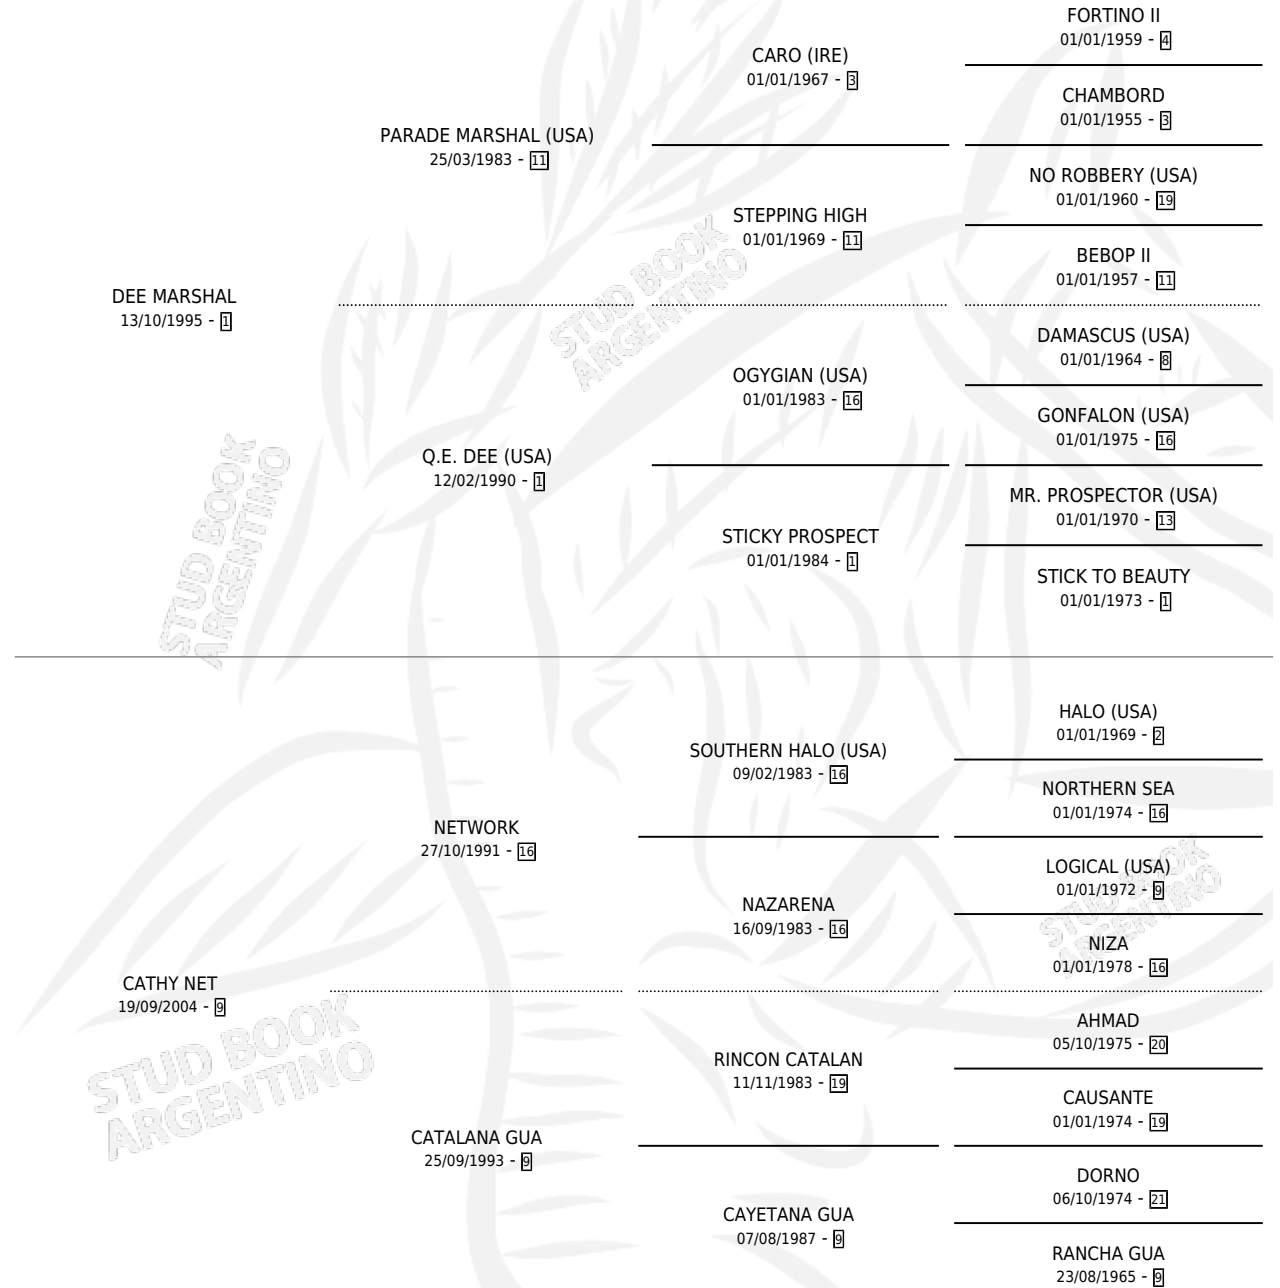 FORTINO II
01/01/1959 - 4
CARO (IRE)
01/01/1967 - 3
CHAMBORD
01/01/1955 - 3
PARADE MARSHAL (USA)
25/03/1983 - 11
NO ROBBERY (USA)
01/01/1960 - 19
STEPPING HIGH
01/01/1969 - 11
BEBOP II
01/01/1957 - 11
DEE MARSHAL
13/10/1995 - 1
STUD BOOK
ARGENTINO
DAMASCUS (USA)
01/01/1964 - 8
OGYGIAN (USA)
01/01/1983 - 16
GONFALON (USA)
01/01/1975 - 16
Q.E. DEE (USA)
12/02/1990 - 1
MR. PROSPECTOR (USA)
01/01/1970 - 13
STICKY PROSPECT
01/01/1984 - 1
STICK TO BEAUTY
01/01/1973 - 1
STUD BOOK
ARGENTINO
HALO (USA)
01/01/1969 - 2
SOUTHERN HALO (USA)
09/02/1983 - 16
NORTHERN SEA
01/01/1974 - 16
NETWORK
27/10/1991 - 16
LOGICAL (USA)
01/01/1972 - 9
NAZARENA
16/09/1983 - 16
STUD BOOK
ARGENTINO
NIZA
01/01/1978 - 16
CATHY NET
19/09/2004 - 9
AHMAD
05/10/1975 - 20
RINCON CATALAN
11/11/1983 - 19
STUD BOOK
ARGENTINO
CAUSANTE
01/01/1974 - 19
CATALANA GUA
25/09/1993 - 9
DORNO
06/10/1974 - 21
CAYETANA GUA
07/08/1987 - 9
RANCHA GUA
23/08/1965 - 9